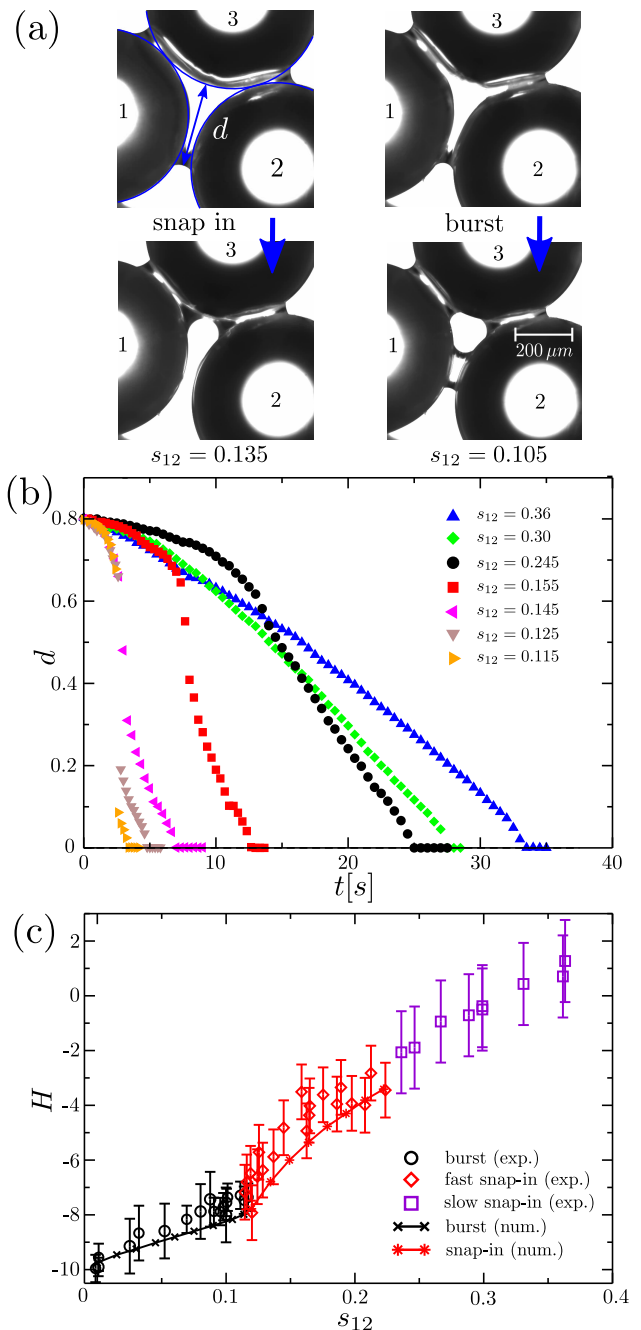 (a)
3
1
d
2
snap in
3
1
2
s12 = 0.135
3
1
2
burst
3
1
200 μm
2
s12 = 0.105
(b)
0.8
0.6
0.4
0.2
0
d
0 10 20 30 40
t[s]
s12 = 0.36
s12 = 0.30
s12 = 0.245
s12 = 0.155
s12 = 0.145
s12 = 0.125
s12 = 0.115
(c)
2
0
-2
-4
-6
-8
-10
H
0 0.1 0.2 0.3 0.4
s12
burst (exp.)
fast snap-in (exp.)
slow snap-in (exp.)
burst (num.)
snap-in (num.)